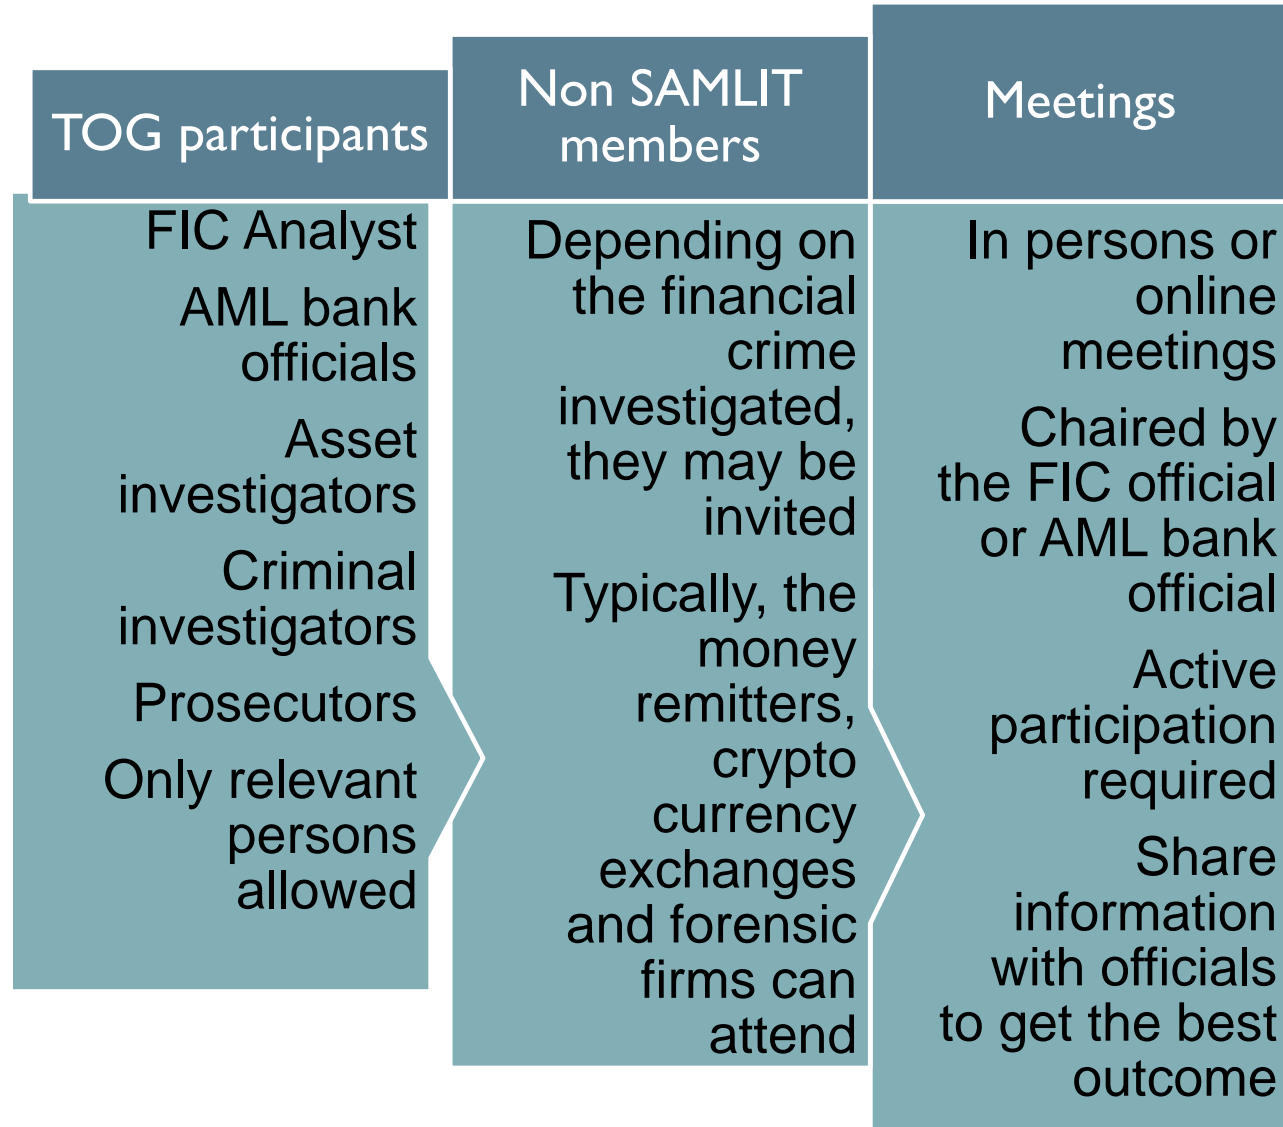 TOG participants
FIC Analyst
AML bank
officials
Asset
investigators
Criminal
investigators
Prosecutors
Only relevant
persons
allowed
Non SAMLIT
members
Depending on
the financial
crime
investigated,
they may be
invited
Typically, the
money
remitters,
crypto
currency
exchanges
and forensic
firms can
attend
Meetings
In persons or
online
meetings
Chaired by
the FIC official
or AML bank
official
Active
participation
required
Share
information
with officials
to get the best
outcome